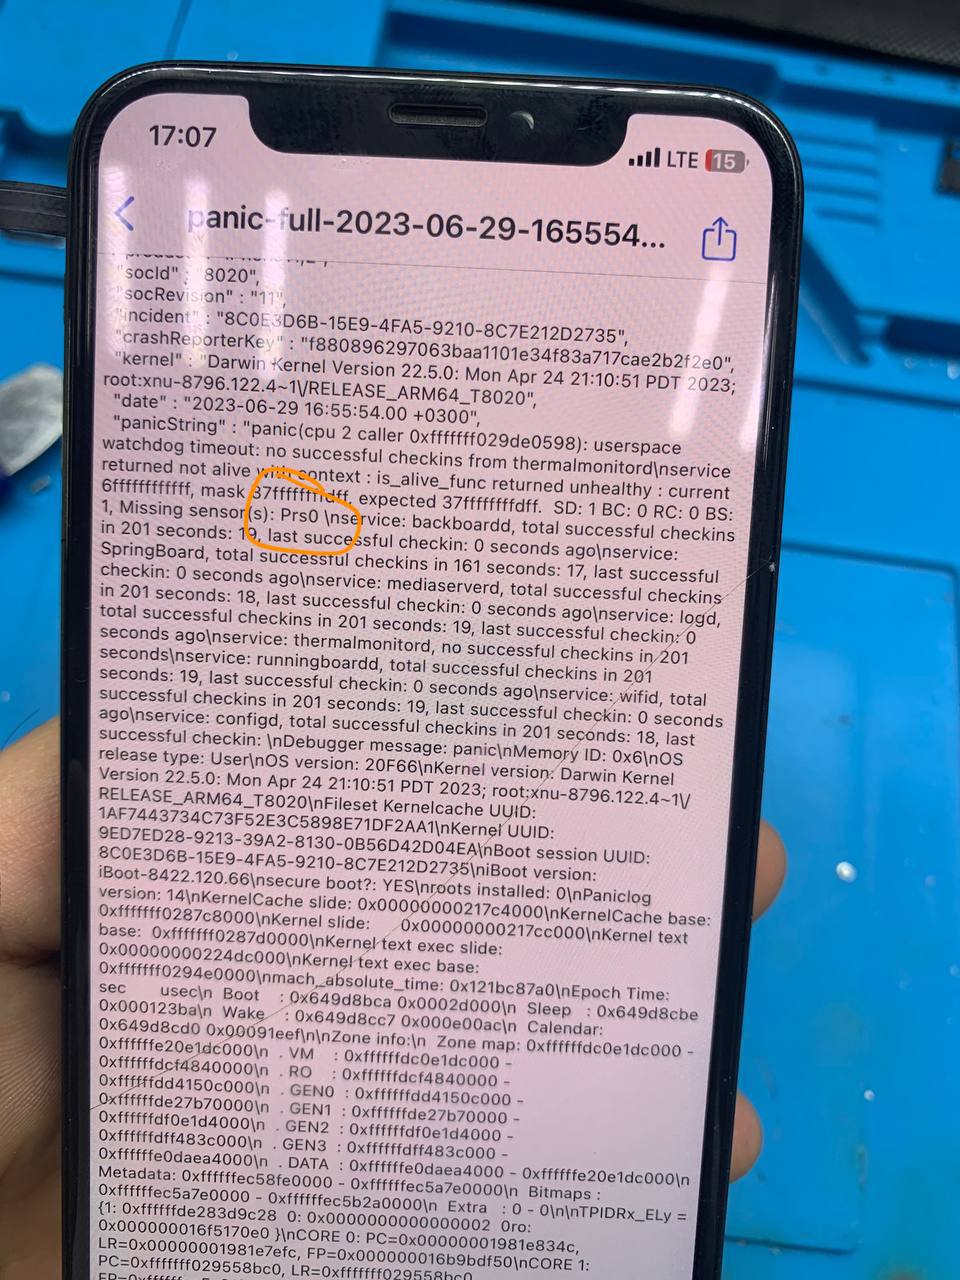 17:07
LTE 15
panic-full-2023-06-29-165554...
"socId" : "8020",
"socRevision" : "11",
"incident" : "8C0E3D6B-15E9-4FA5-9210-8C7E212D2735",
"crashReporterKey" : "f880896297063baa1101e34f83a717cae2b2f2e0",
"kernel" : "Darwin Kernel Version 22.5.0: Mon Apr 24 21:10:51 PDT 2023;
root:xnu-8796.122.4~1\/RELEASE_ARM64_T8020",
"date" : "2023-06-29 16:55:54.00 +0300",
"panicString" : "panic(cpu 2 caller 0xfffffff029de0598): userspace
watchdog timeout: no successful checkins from thermalmonitord\nservice
returned not alive with context : is_alive_func returned unhealthy : current
6fffffffffff, mask 37ffffffffdff, expected 37ffffffffdff. SD: 1 BC: 0 RC: 0 BS:
1, Missing sensor(s): Prs0 \nservice: backboardd, total successful checkins
in 201 seconds: 19, last successful checkin: 0 seconds ago\nservice:
SpringBoard, total successful checkins in 161 seconds: 17, last successful
checkin: 0 seconds ago\nservice: mediaserverd, total successful checkins
in 201 seconds: 18, last successful checkin: 0 seconds ago\nservice: logd,
total successful checkins in 201 seconds: 19, last successful checkin: 0
seconds ago\nservice: thermalmonitord, no successful checkins in 201
seconds\nservice: runningboardd, total successful checkins in 201
seconds: 19, last successful checkin: 0 seconds ago\nservice: wifid, total
successful checkins in 201 seconds: 19, last successful checkin: 0 seconds
ago\nservice: configd, total successful checkins in 201 seconds: 18, last
successful checkin: \nDebugger message: panic\nMemory ID: 0x6\nOS
release type: User\nOS version: 20F66\nKernel version: Darwin Kernel
Version 22.5.0: Mon Apr 24 21:10:51 PDT 2023; root:xnu-8796.122.4~1\/
RELEASE_ARM64_T8020\nFileset Kernelcache UUID:
1AF7443734C73F52E3C5898E71DF2AA1\nKernel UUID:
9ED7ED28-9213-39A2-8130-0B56D42D04EA\nBoot session UUID:
8C0E3D6B-15E9-4FA5-9210-8C7E212D2735\niBoot version:
iBoot-8422.120.66\nsecure boot?: YES\nroots installed: 0\nPaniclog
version: 14\nKernelCache slide: 0x00000000217c4000\nKernelCache base:
0xfffffff0287c8000\nKernel slide: 0x00000000217cc000\nKernel text
base: 0xfffffff0287d0000\nKernel text exec slide:
0x00000000224dc000\nKernel text exec base:
0xfffffff0294e0000\nmach_absolute_time: 0x121bc87a0\nEpoch Time:
sec usec\n Boot : 0x649d8bca 0x0002d000\n Sleep : 0x649d8cbe
0x000123ba\n Wake : 0x649d8cc7 0x000e00ac\n Calendar:
0x649d8cd0 0x00091eef\n\nZone info:\n Zone map: 0xffffffdc0e1dc000 -
0xffffffe20e1dc000\n . VM : 0xffffffdc0e1dc000 -
0xffffffdcf4840000\n . RO : 0xffffffdcf4840000 -
0xffffffdd4150c000\n . GEN0 : 0xffffffdd4150c000 -
0xffffffde27b70000\n . GEN1 : 0xffffffde27b70000 -
0xffffffdf0e1d4000\n . GEN2 : 0xffffffdf0e1d4000 -
0xffffffdff483c000\n . GEN3 : 0xffffffdff483c000 -
0xffffffe0daea4000\n . DATA : 0xffffffe0daea4000 - 0xffffffe20e1dc000\n
Metadata: 0xffffffec58fe0000 - 0xffffffec5a7e0000\n Bitmaps :
0xffffffec5a7e0000 - 0xffffffec5b2a0000\n Extra : 0 - 0\n\nTPIDRx_ELy =
{1: 0xffffffde283d9c28 0: 0x0000000000000002 0ro:
0x000000016f5170e0 }\nCORE 0: PC=0x00000001981e834c,
LR=0x00000001981e7efc, FP=0x000000016b9bdf50\nCORE 1:
PC=0xfffffff029558bc0, LR=0xfffffff029558bc0,